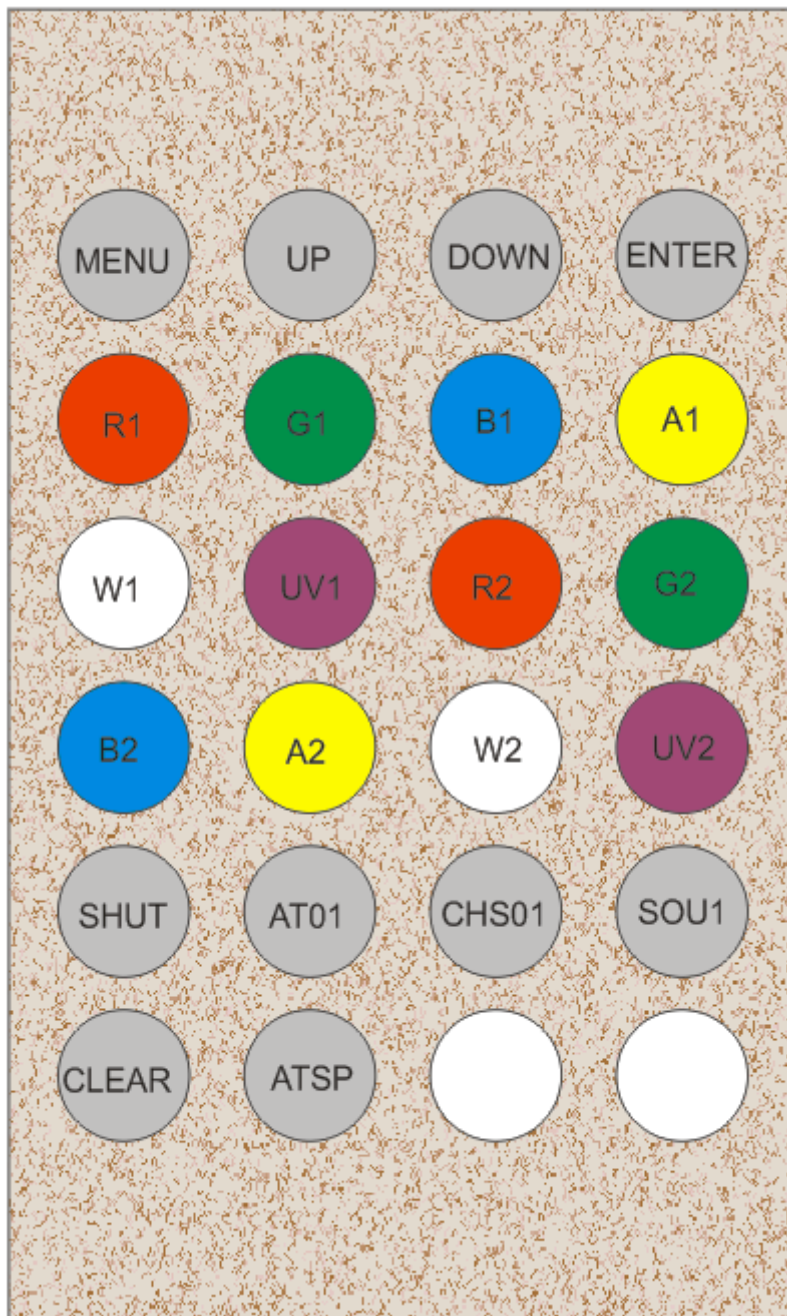 MENU UP DOWN ENTER
R1 G1 B1 A1
W1 UV1 R2 G2
B2 A2 W2 UV2
SHUT AT01 CHS01 SOU1
CLEAR ATSP